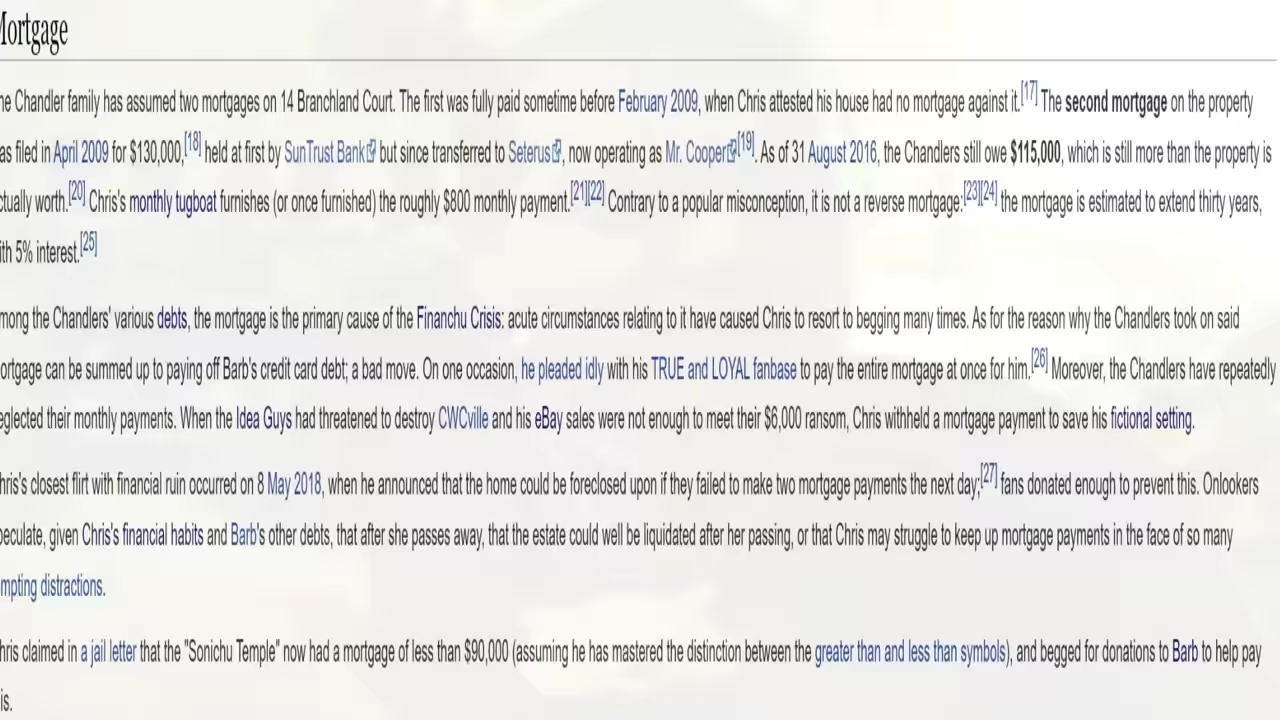 Mortgage
he Chandler family has assumed two mortgages on 14 Branchland Court. The first was fully paid sometime before February 2009, when Chris attested his house had no mortgage against it.[17] The second mortgage on the property
as filed in April 2009 for $130,000,[18] held at first by SunTrust Bank but since transferred to Seterus, now operating as Mr. Cooper[19]. As of 31 August 2016, the Chandlers still owe $115,000, which is still more than the property is
ctually worth.[20] Chris's monthly tugboat furnishes (or once furnished) the roughly $800 monthly payment.[21][22] Contrary to a popular misconception, it is not a reverse mortgage:[23][24] the mortgage is estimated to extend thirty years,
ith 5% interest.[25]
mong the Chandlers' various debts, the mortgage is the primary cause of the Financhu Crisis: acute circumstances relating to it have caused Chris to resort to begging many times. As for the reason why the Chandlers took on said
ortgage can be summed up to paying off Barb's credit card debt; a bad move. On one occasion, he pleaded idly with his TRUE and LOYAL fanbase to pay the entire mortgage at once for him.[26] Moreover, the Chandlers have repeatedly
eglected their monthly payments. When the Idea Guys had threatened to destroy CWCville and his eBay sales were not enough to meet their $6,000 ransom, Chris withheld a mortgage payment to save his fictional setting.
hris's closest flirt with financial ruin occurred on 8 May 2018, when he announced that the home could be foreclosed upon if they failed to make two mortgage payments the next day;[27] fans donated enough to prevent this. Onlookers
peculate, given Chris's financial habits and Barb's other debts, that after she passes away, that the estate could well be liquidated after her passing, or that Chris may struggle to keep up mortgage payments in the face of so many
mpting distractions.
hris claimed in a jail letter that the "Sonichu Temple" now had a mortgage of less than $90,000 (assuming he has mastered the distinction between the greater than and less than symbols), and begged for donations to Barb to help pay
is.